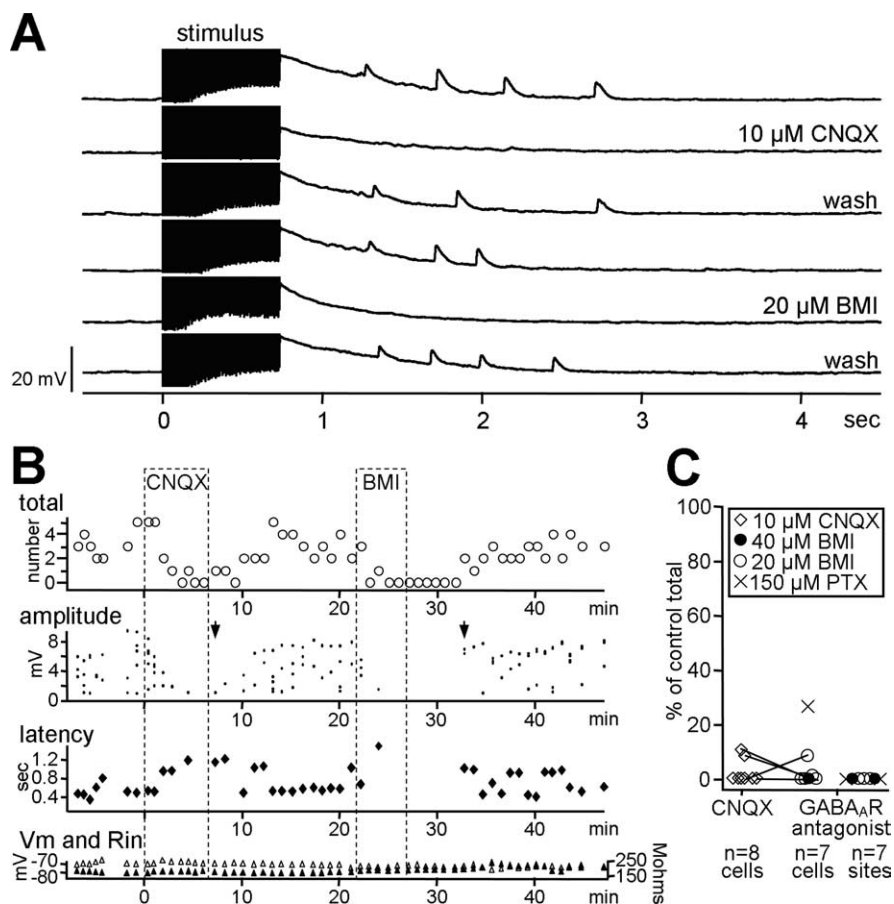 A
stimulus
10 µM CNQX
wash
20 µM BMI
wash
20 mV
0 1 2 3 4 sec
B
CNQX
BMI
total
number
4
2
0
10 20 30 40 min
amplitude
mV
8
4
0
10 20 30 40 min
latency
sec
1.2
0.8
0.4
10 20 30 40 min
Vm and Rin
mV
-70
-80
250
150
Mohms
0 10 20 30 40 min
C
% of control total
100
80
60
40
20
0
10 µM CNQX
40 µM BMI
20 µM BMI
150 µM PTX
CNQX GABAAR
antagonist
n=8 n=7 n=7
cells cells sites